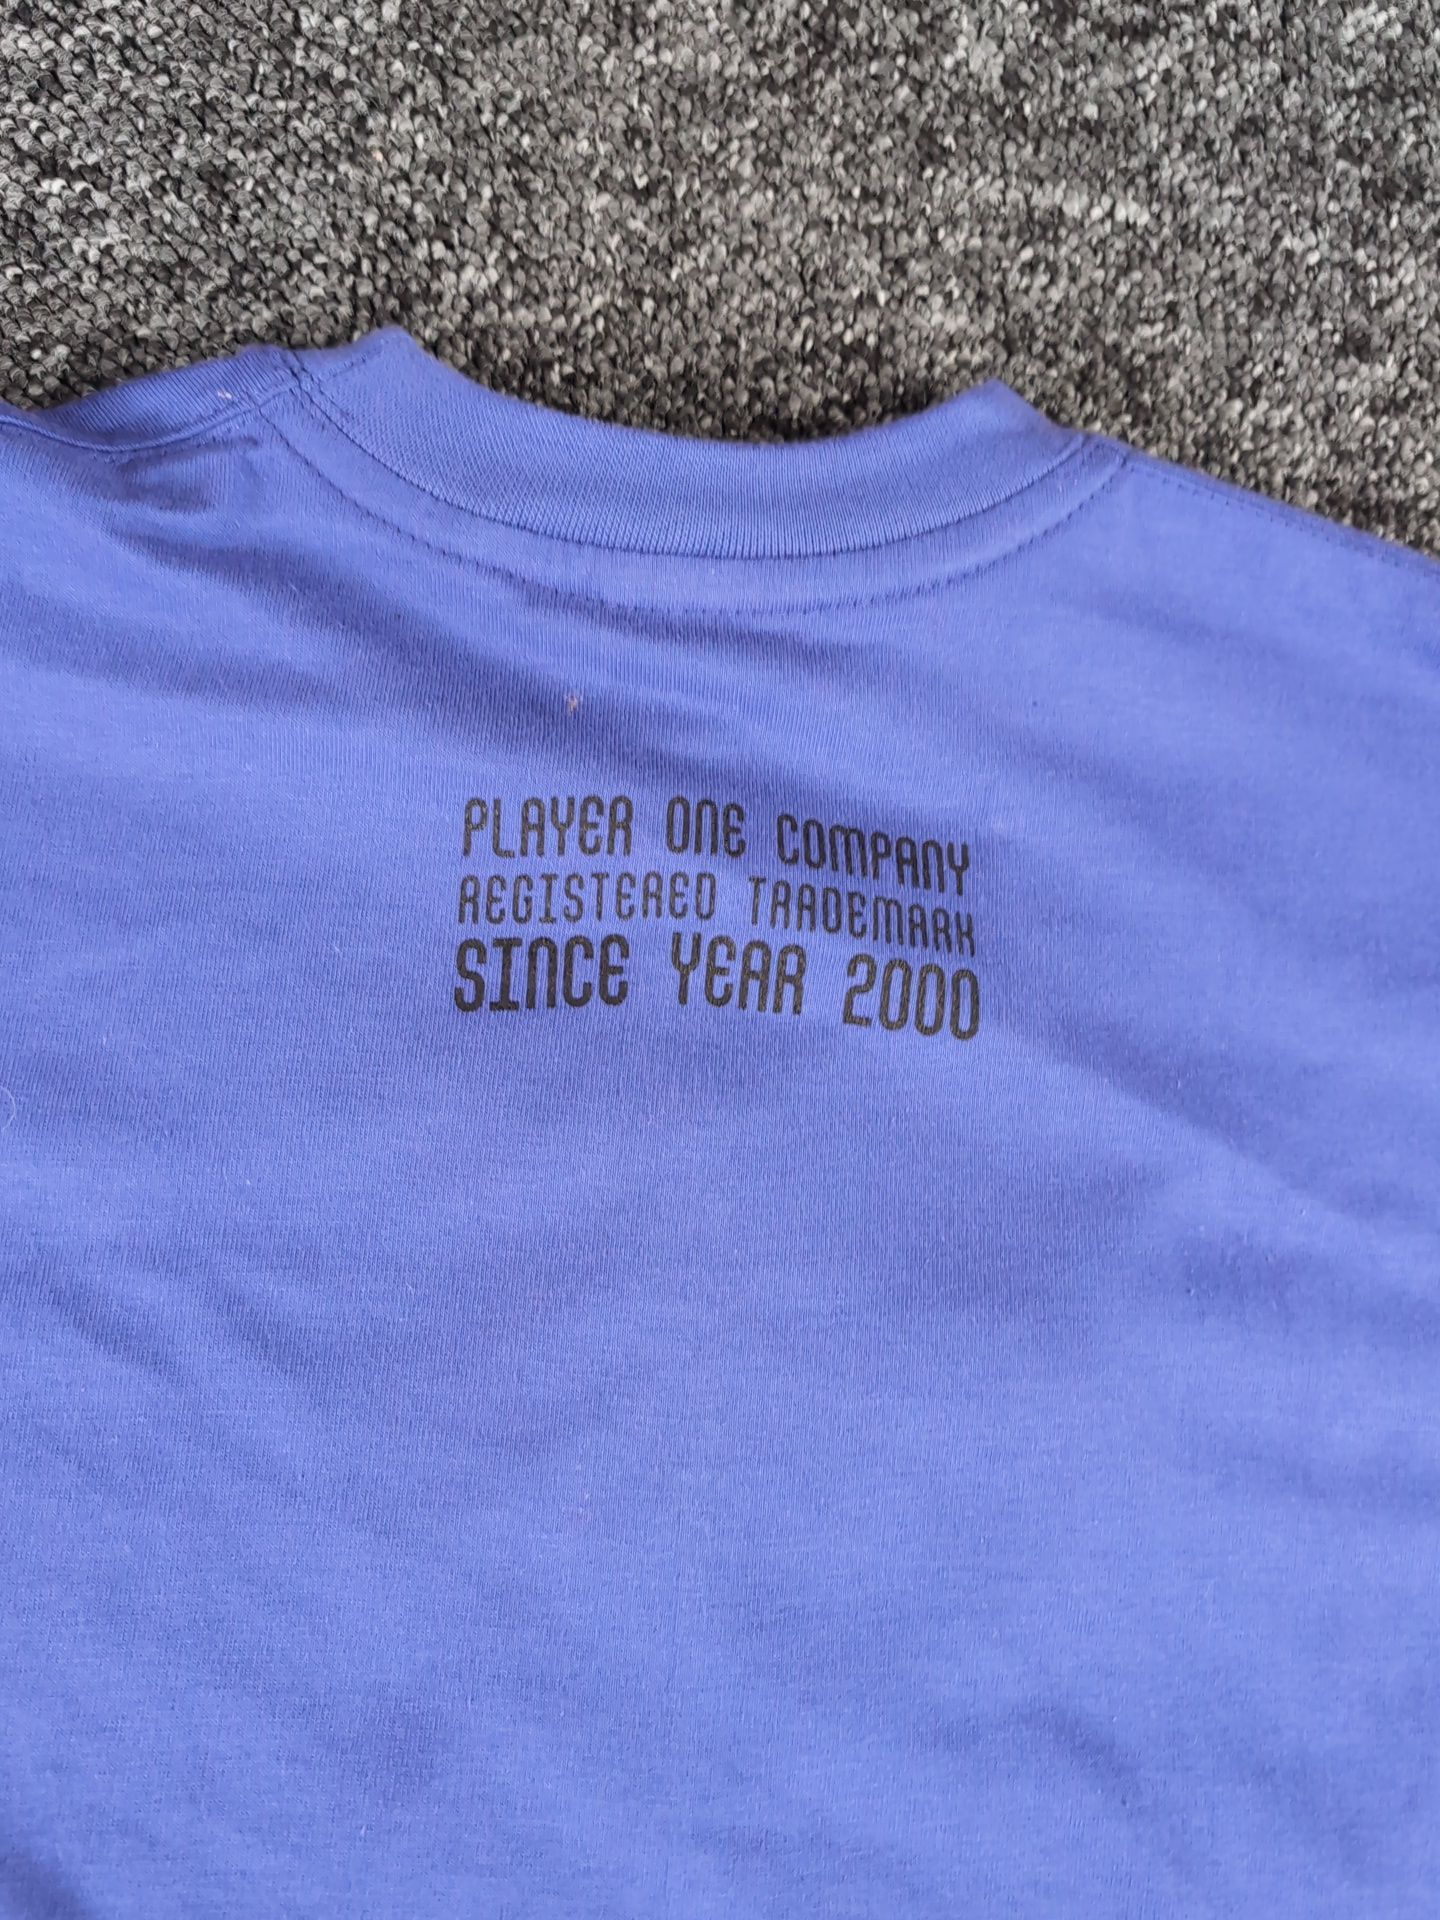 PLAYER ONE COMPANY
REGISTERED TRADEMARK
SINCE YEAR 2000